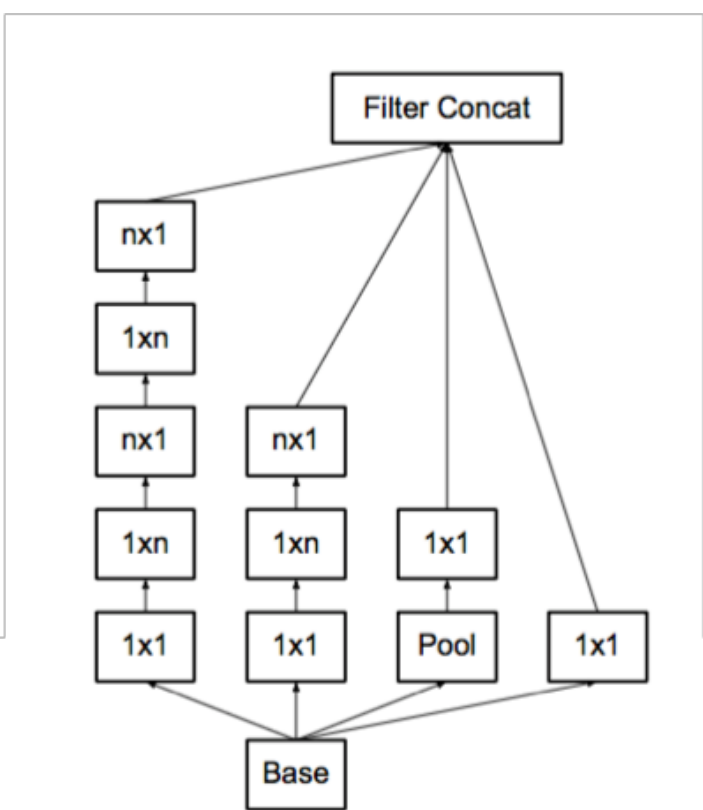 Filter Concat
nx1
1xn
nx1 nx1
1xn 1xn 1x1
1x1 1x1 Pool 1x1
Base